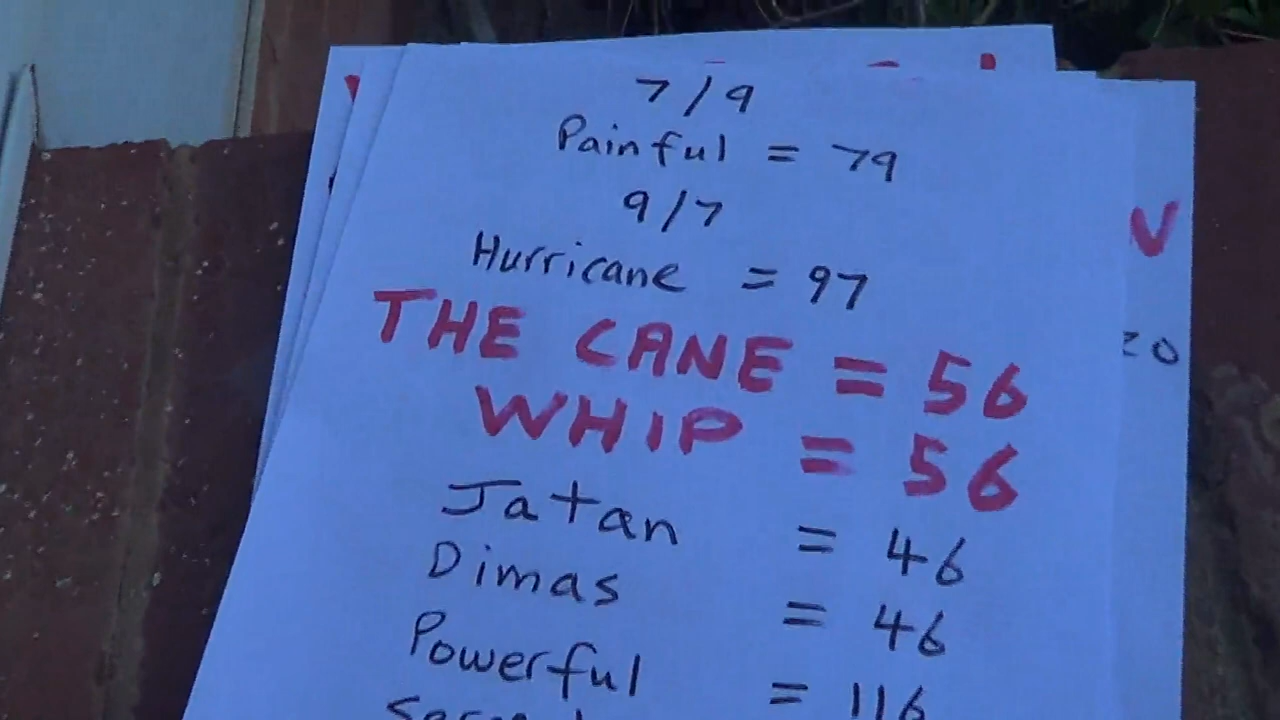 7/9
Painful = 79
9/7
Hurricane = 97
THE CANE = 56
WHIP = 56
Jatan = 46
Dimas = 46
Powerful = 116
V
20